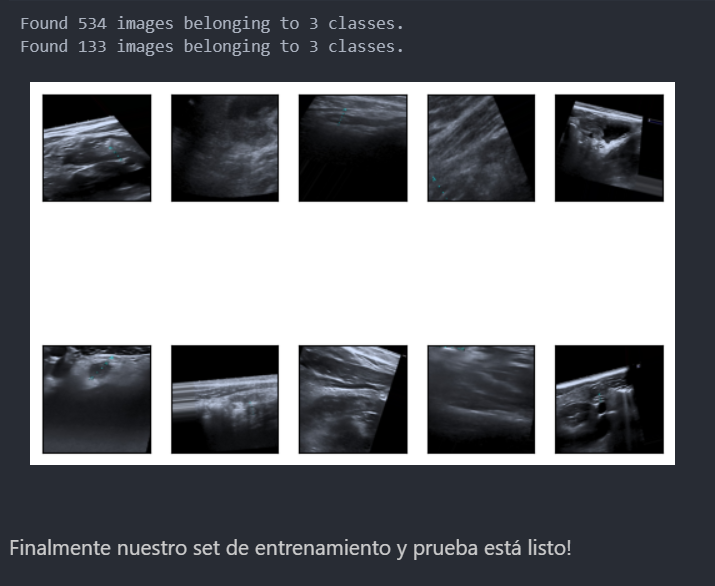 Found 534 images belonging to 3 classes.
Found 133 images belonging to 3 classes.
Finalmente nuestro set de entrenamiento y prueba está listo!